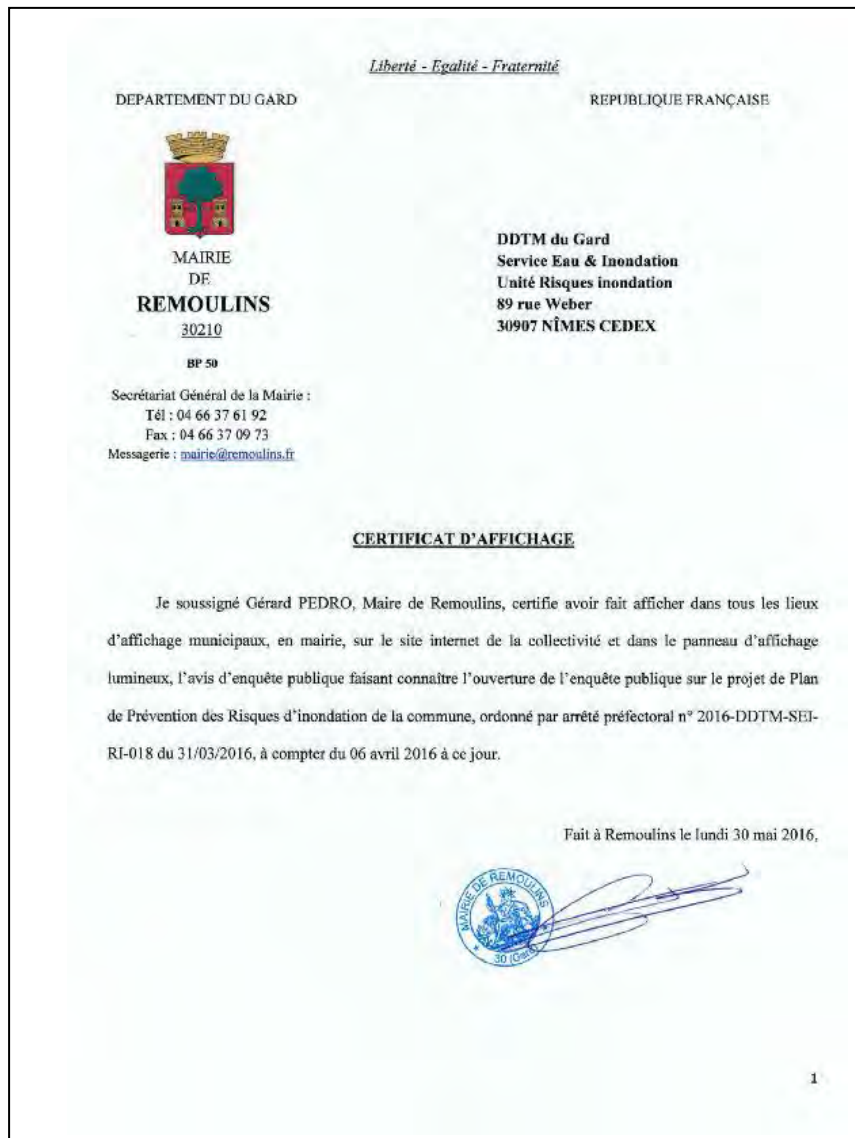 Liberté - Egalité - Fraternité
DEPARTEMENT DU GARD
REPUBLIQUE FRANÇAISE
MAIRIE
DE
REMOULINS
30210
BP 50
Secrétariat Général de la Mairie :
Tél : 04 66 37 61 92
Fax : 04 66 37 09 73
Messagerie : mairie@remoulins.fr
DDTM du Gard
Service Eau & Inondation
Unité Risques inondation
89 rue Weber
30907 NÎMES CEDEX
CERTIFICAT D'AFFICHAGE
Je soussigné Gérard PEDRO, Maire de Remoulins, certifie avoir fait afficher dans tous les lieux
d'affichage municipaux, en mairie, sur le site internet de la collectivité et dans le panneau d'affichage
lumineux, l'avis d'enquête publique faisant connaître l'ouverture de l'enquête publique sur le projet de Plan
de Prévention des Risques d'inondation de la commune, ordonné par arrêté préfectoral n° 2016-DDTM-SEI-
RI-018 du 31/03/2016, à compter du 06 avril 2016 à ce jour.
Fait à Remoulins le lundi 30 mai 2016,
MAIRIE DE REMOULINS
* 30 (Gard) *
1